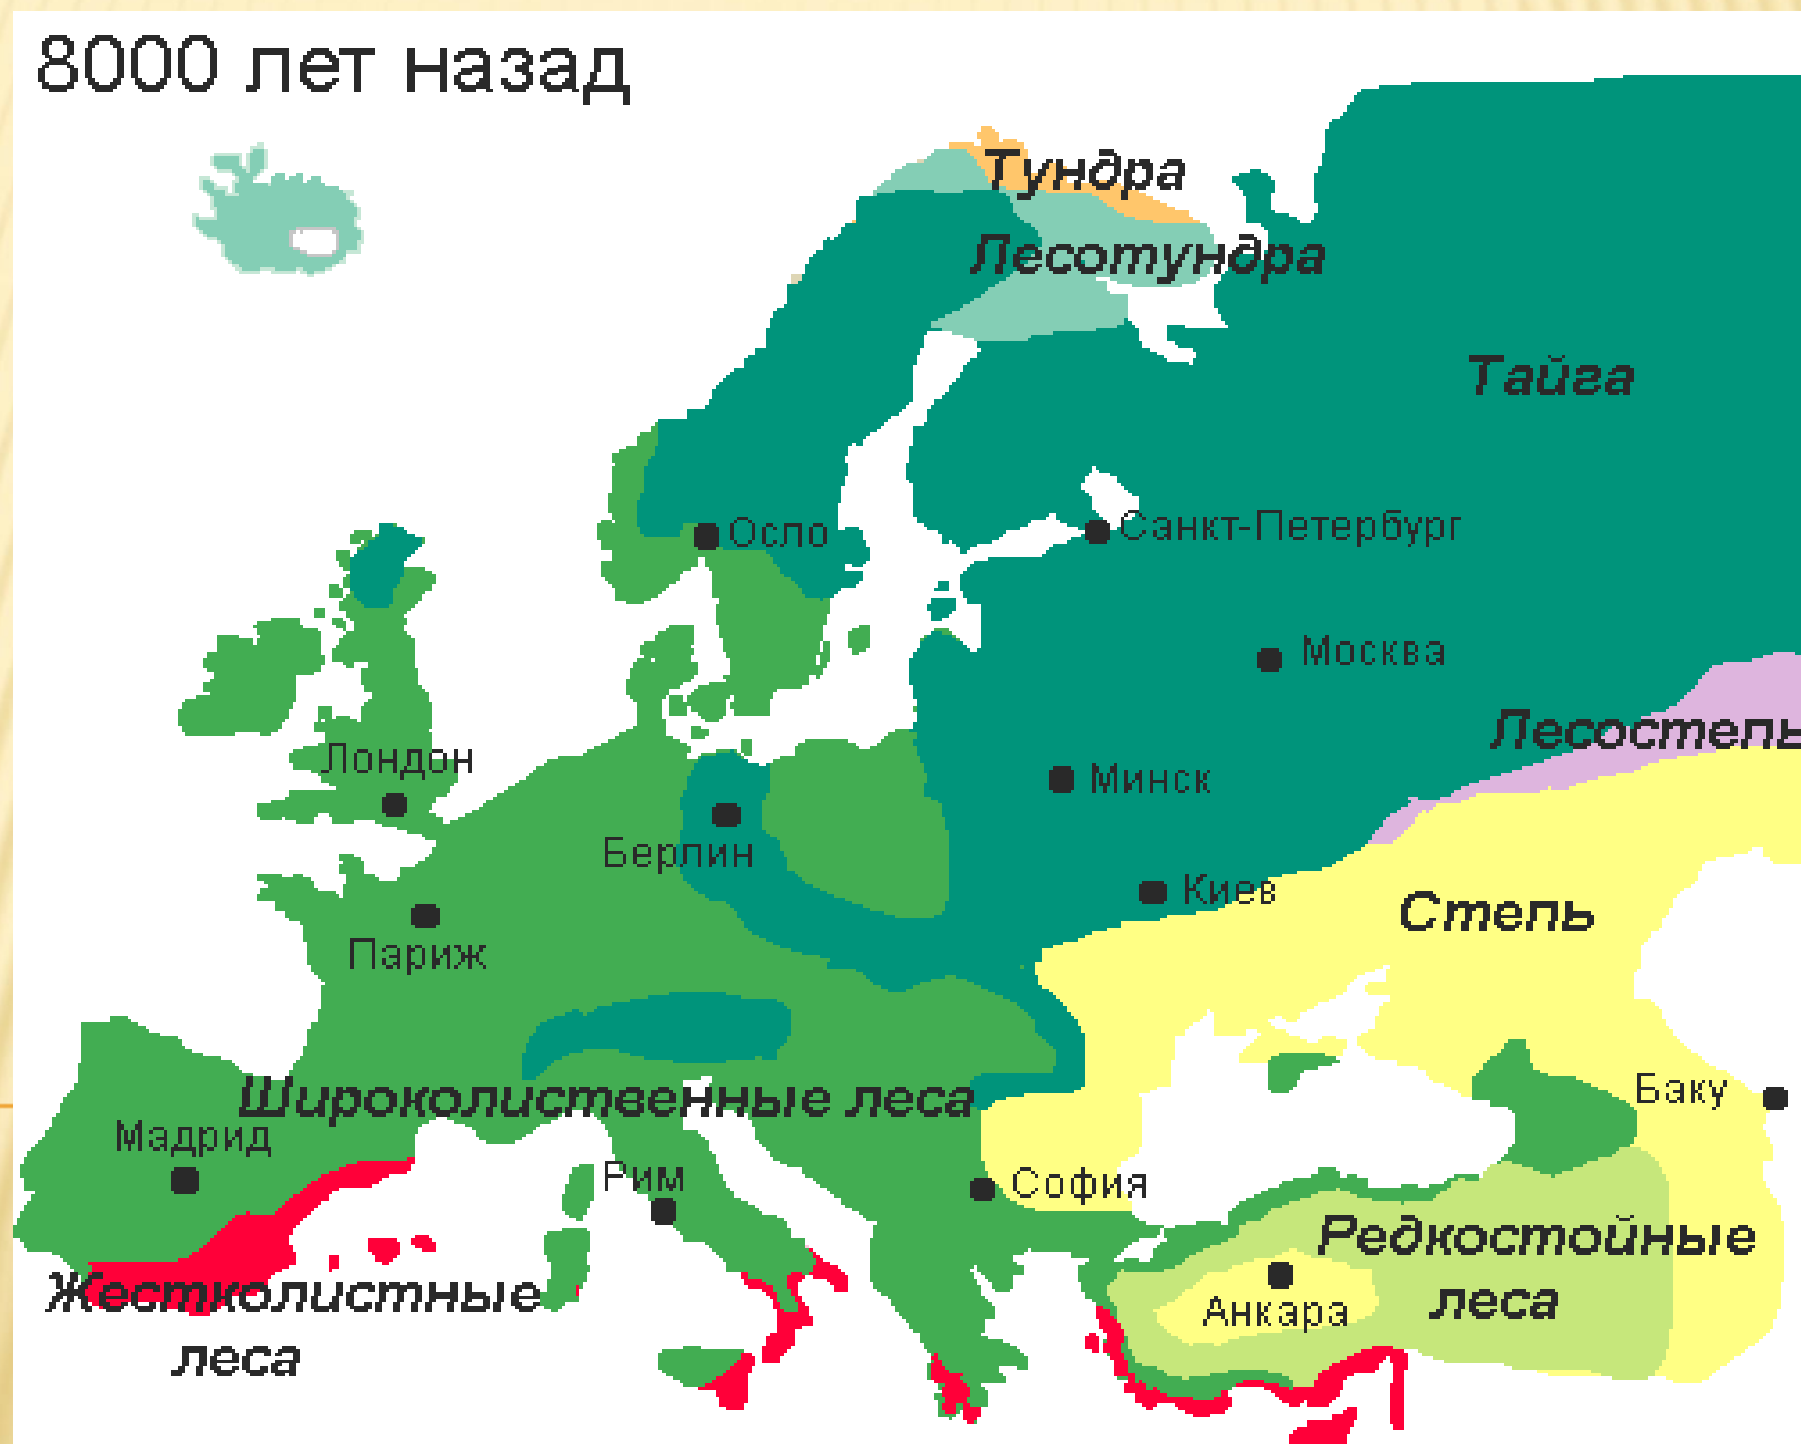 8000 лет назад
Тундра
Лесотундра
Тайга
Осло
Санкт-Петербург
Москва
Лесостепь
Лондон
Минск
Берлин
Киев
Степь
Париж
Широколиственные леса
Баку
Мадрид
Рим
София
Редкостойные
леса
Жестколистные
леса
Анкара